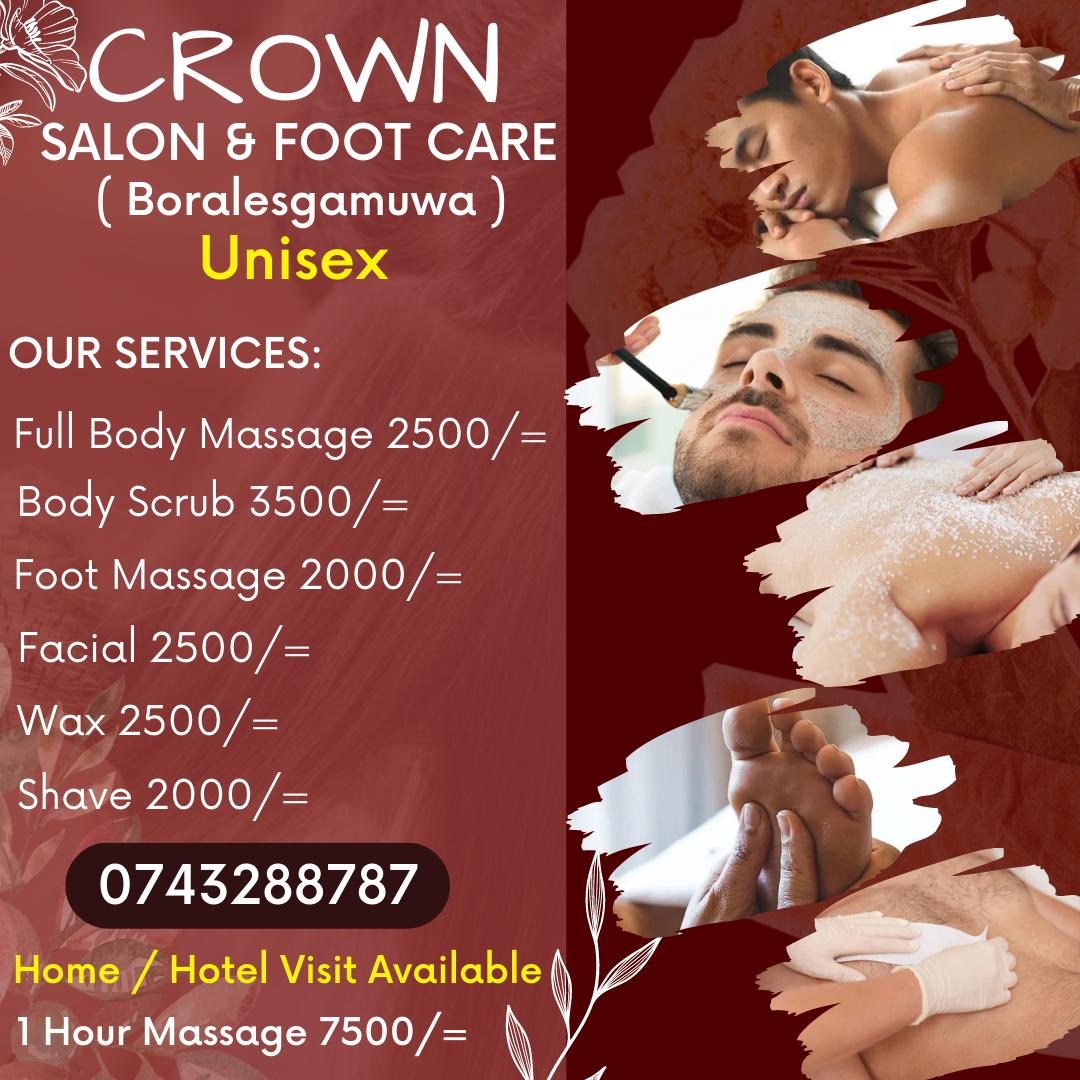 CROWN
SALON & FOOT CARE
( Boralesgamuwa )
Unisex
OUR SERVICES:
Full Body Massage 2500/=
Body Scrub 3500/=
Foot Massage 2000/=
Facial 2500/=
Wax 2500/=
Shave 2000/=
0743288787
Home / Hotel Visit Available
1 Hour Massage 7500/=